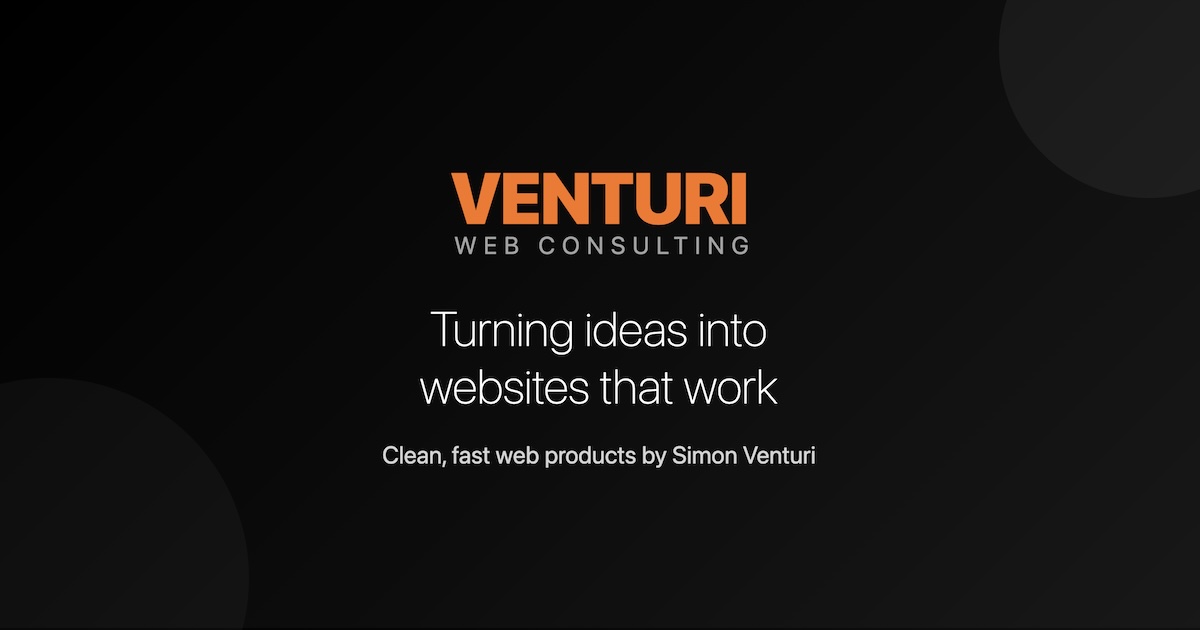 VENTURI
WEB CONSULTING
Turning ideas into
websites that work
Clean, fast web products by Simon Venturi